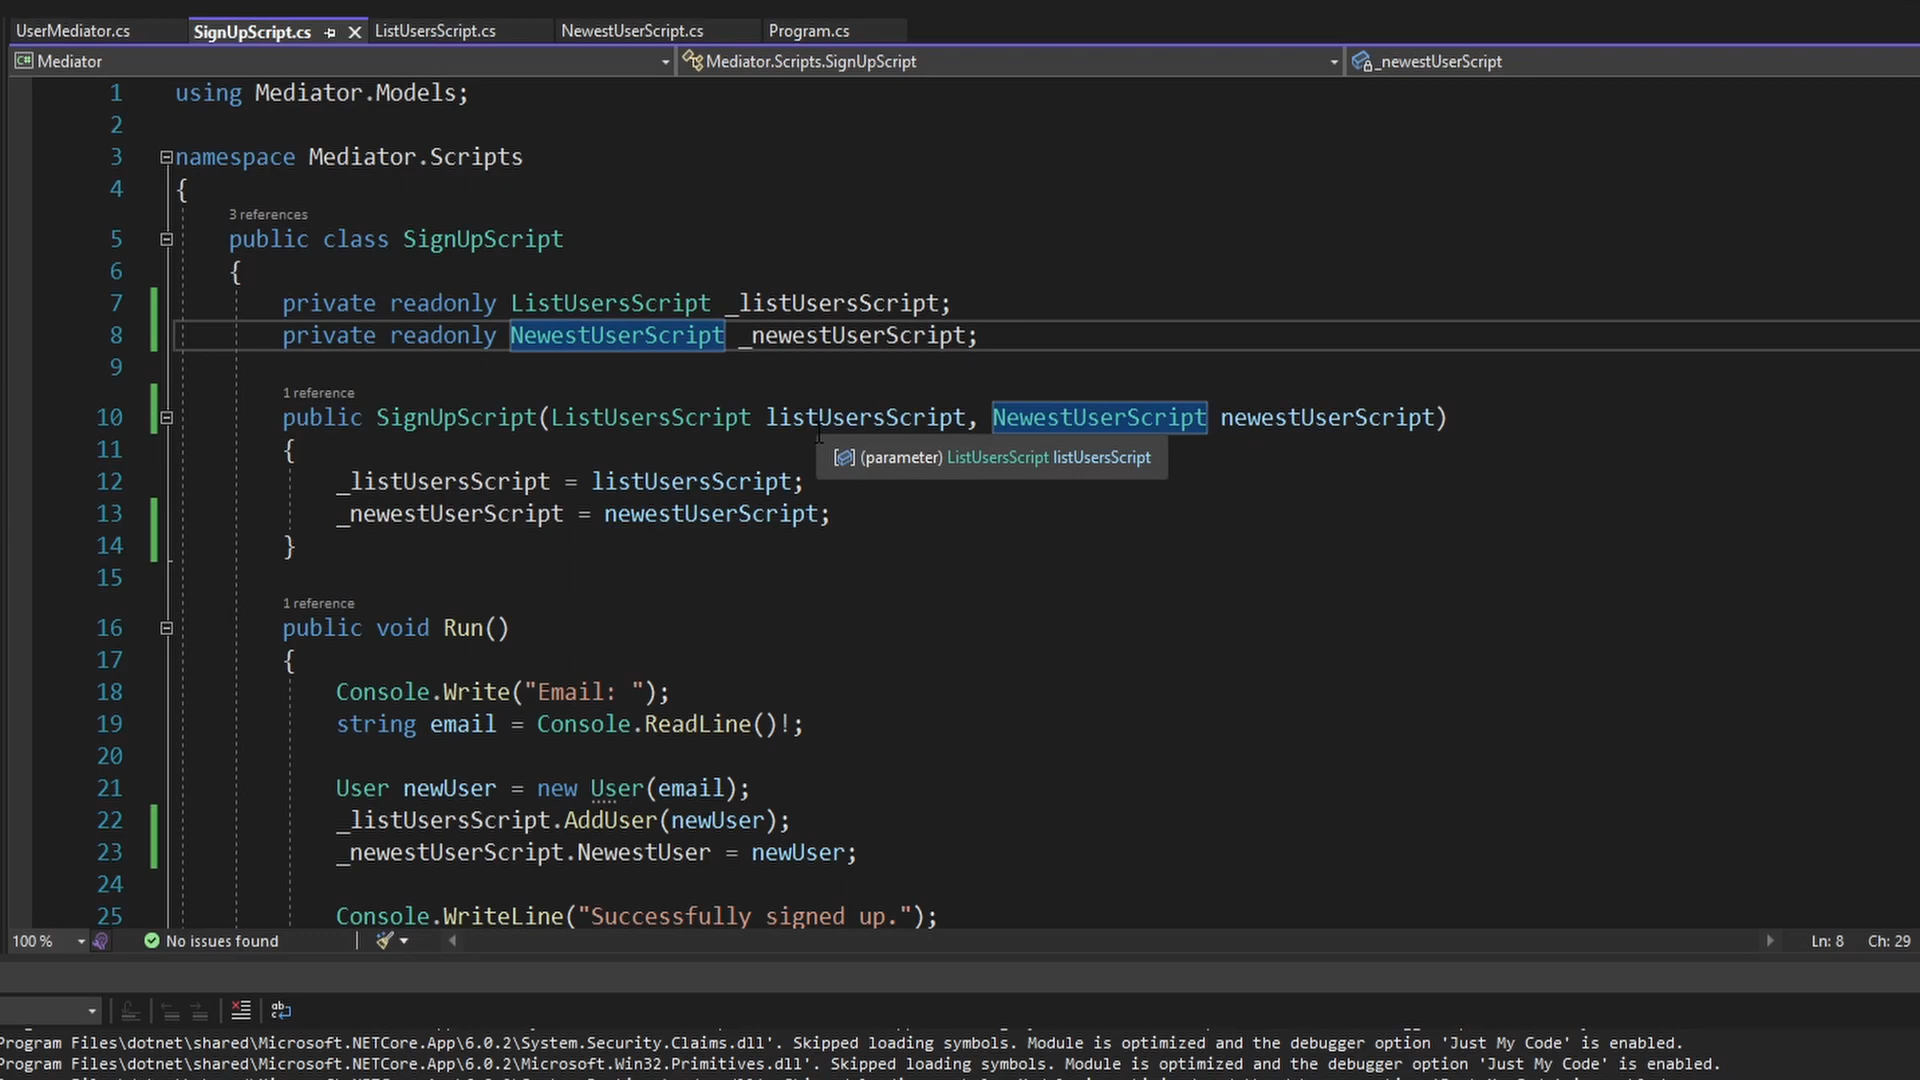 UserMediator.cs SignUpScript.cs ListUsersScript.cs NewestUserScript.cs Program.cs
C# Mediator Mediator.Scripts.SignUpScript _newestUserScript
1 using Mediator.Models;
2
3 namespace Mediator.Scripts
4 {
3 references
5 public class SignUpScript
6 {
7 private readonly ListUsersScript _listUsersScript;
8 private readonly NewestUserScript _newestUserScript;
9
1 reference
10 public SignUpScript(ListUsersScript listUsersScript, NewestUserScript newestUserScript)
11 {
(parameter) ListUsersScript listUsersScript
12 _listUsersScript = listUsersScript;
13 _newestUserScript = newestUserScript;
14 }
15
1 reference
16 public void Run()
17 {
18 Console.Write("Email: ");
19 string email = Console.ReadLine()!;
20
21 User newUser = new User(email);
22 _listUsersScript.AddUser(newUser);
23 _newestUserScript.NewestUser = newUser;
24
25 Console.WriteLine("Successfully signed up.");
100 % No issues found Ln: 8 Ch: 29
Program Files\dotnet\shared\Microsoft.NETCore.App\6.0.2\System.Security.Claims.dll'. Skipped loading symbols. Module is optimized and the debugger option 'Just My Code' is enabled.
Program Files\dotnet\shared\Microsoft.NETCore.App\6.0.2\Microsoft.Win32.Primitives.dll'. Skipped loading symbols. Module is optimized and the debugger option 'Just My Code' is enabled.